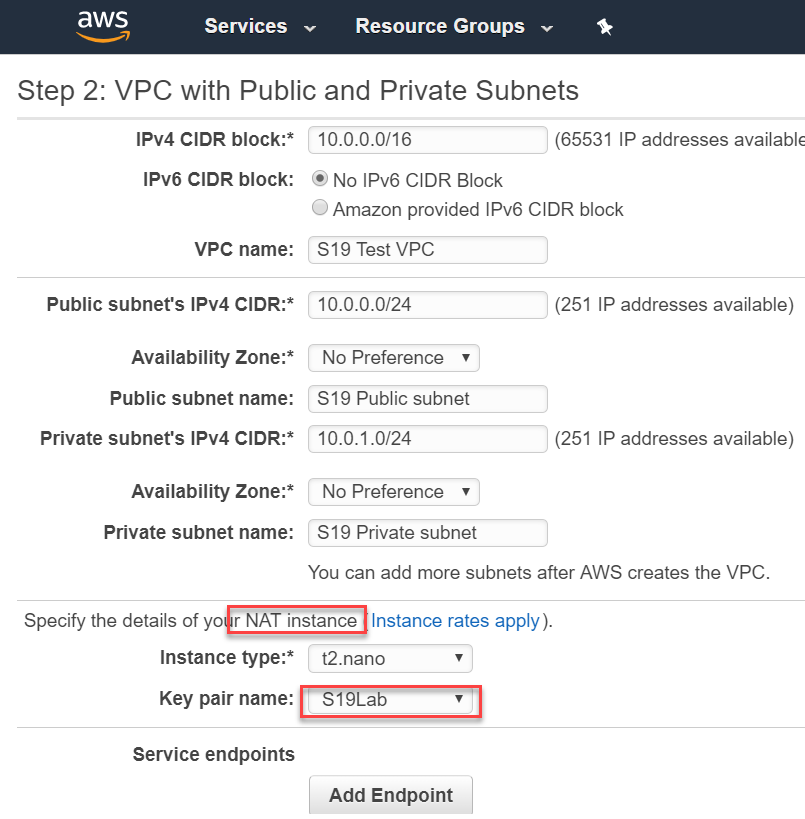 aws Services Resource Groups
Step 2: VPC with Public and Private Subnets
IPv4 CIDR block:* 10.0.0.0/16 (65531 IP addresses available
IPv6 CIDR block: No IPv6 CIDR Block
Amazon provided IPv6 CIDR block
VPC name: S19 Test VPC
Public subnet's IPv4 CIDR:* 10.0.0.0/24 (251 IP addresses available)
Availability Zone:* No Preference
Public subnet name: S19 Public subnet
Private subnet's IPv4 CIDR:* 10.0.1.0/24 (251 IP addresses available)
Availability Zone:* No Preference
Private subnet name: S19 Private subnet
You can add more subnets after AWS creates the VPC.
Specify the details of your NAT instance (Instance rates apply).
Instance type:* t2.nano
Key pair name: S19Lab
Service endpoints
Add Endpoint